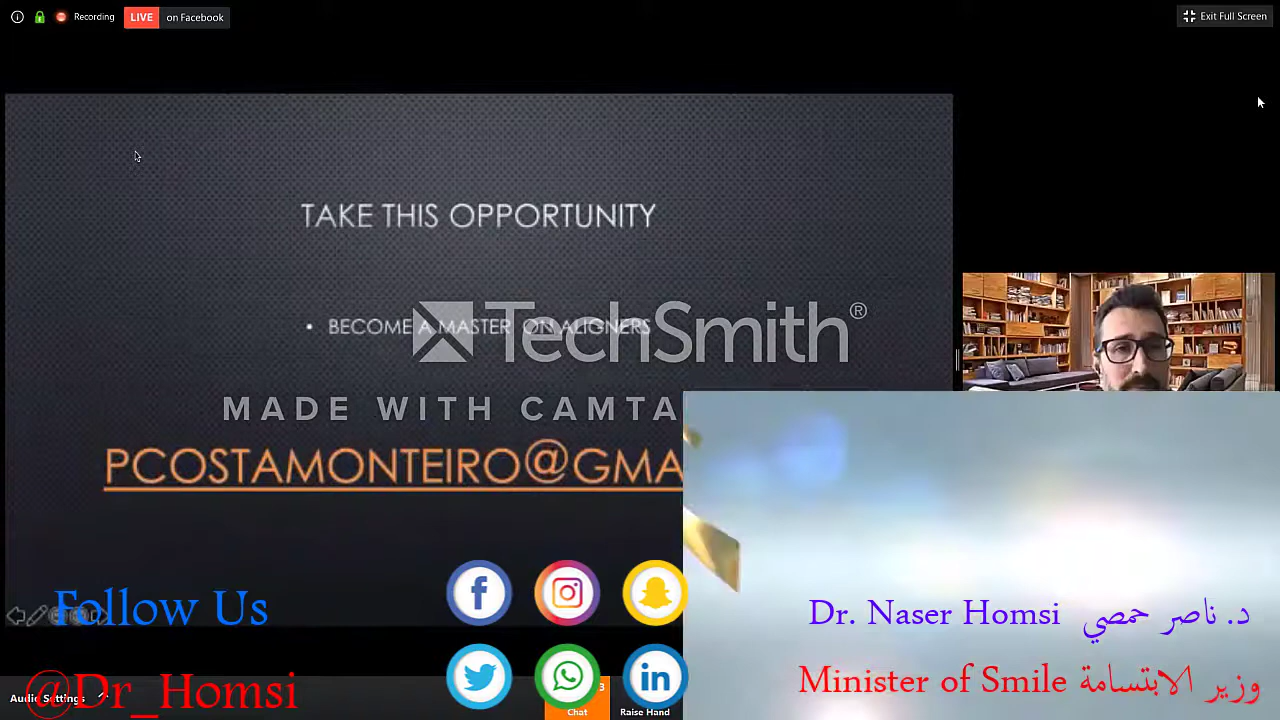 Recording
LIVE on Facebook
Exit Full Screen
TAKE THIS OPPORTUNITY
• BECOME A MASTER ON ALIGNERS
TechSmith®
MADE WITH CAMTA
PCOSTAMONTEIRO@GMA
Follow Us
@Dr_Homsi
Dr. Naser Homsi د. ناصر حمصي
Minister of Smile وزير الابتسامة
Audio Settings
3
Chat
Raise Hand